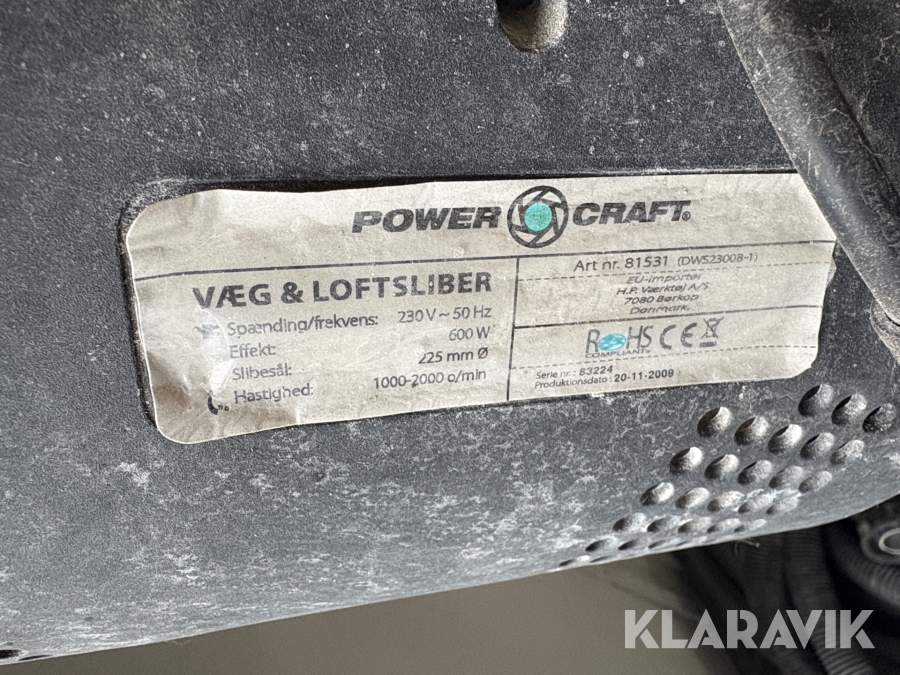 POWER CRAFT®
VÆG & LOFTSLIBER
Spænding/frekvens: 230 V ~ 50 Hz
Effekt: 600 W
Slibesål: 225 mm Ø
Hastighed: 1000-2000 o/min
Art nr. 81531 (DWS2300B-1)
EU-importør
H.P. Værktøj A/S
7080 Børkop
Danmark.
RoHS CE
COMPLIANT
Serie nr.: 83224
Produktionsdato: 20-11-2009
KLARAVIK